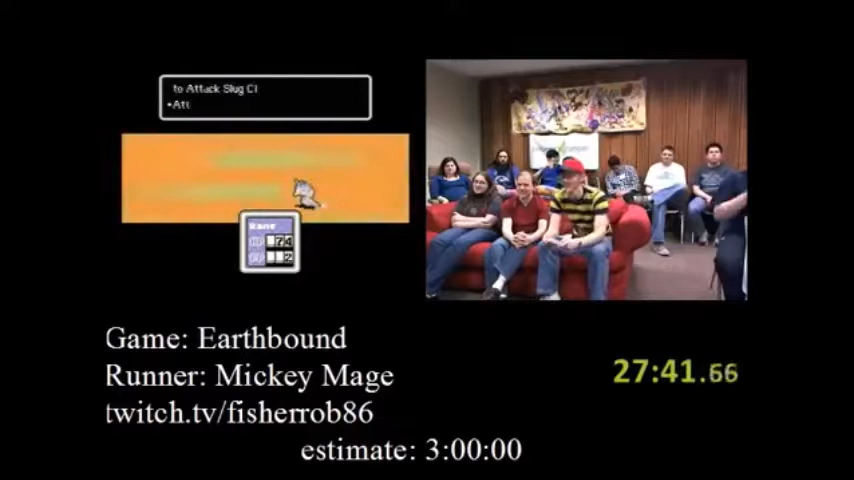 to Attack Slug Cl
•Att
74
2
Game: Earthbound
Runner: Mickey Mage
27:41.66
twitch.tv/fisherrob86
estimate: 3:00:00